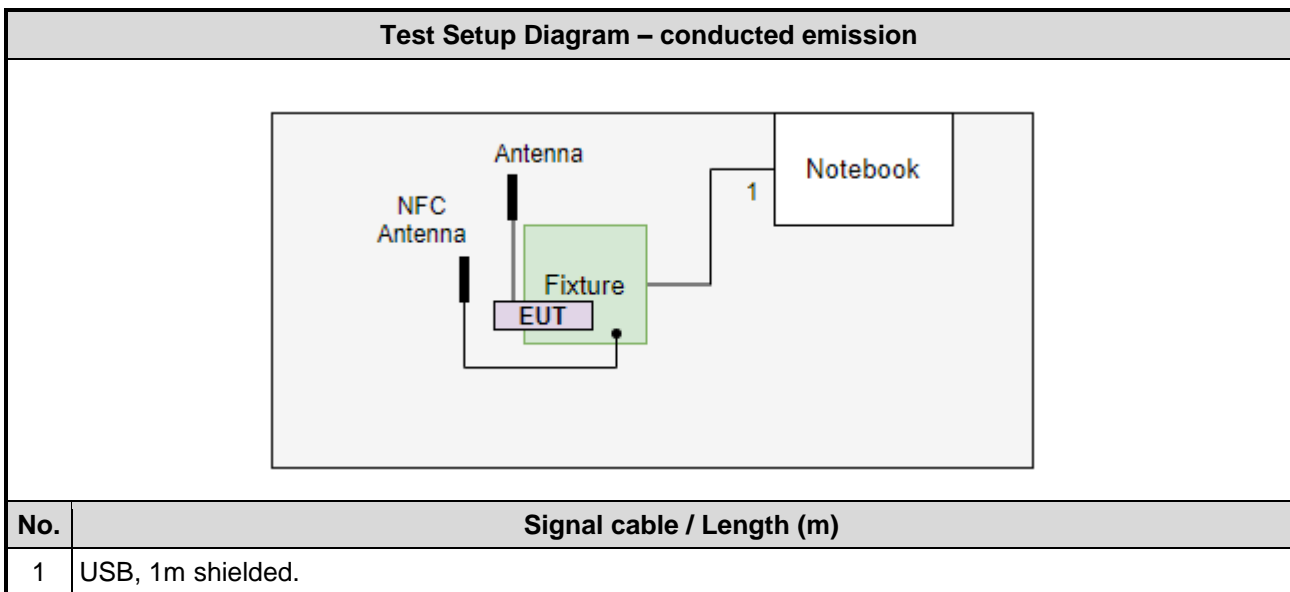 Test Setup Diagram – conducted emission
Antenna
Notebook
1
NFC
Antenna
Fixture
EUT
No. Signal cable / Length (m)
1 USB, 1m shielded.